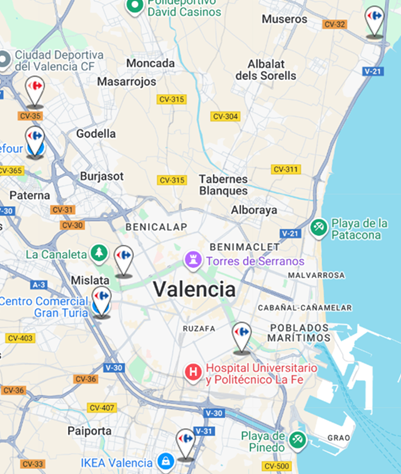 Polideportivo
David Casinos
Museros
CV-32
Ciudad Deportiva
del Valencia CF
Moncada
Albalat
dels Sorells
V-21
Masarrojos
CV-315
CV-304
CV-35
Godella
four
CV-365
Burjassot
CV-315
CV-311
Tabernes
Blanques
Paterna
V-30
CV-31
CV-30
Alboraya
BENICALAP
V-21
Playa de la
Patacona
BENIMACLET
La Canaleta
Torres de Serranos
A-3
Mislata
MALVARROSA
Valencia
Centro Comercial
Gran Turia
CABAÑAL-CAÑAMELAR
RUZAFA
POBLADOS
MARÍTIMOS
CV-403
V-30
Hospital Universitario
y Politécnico La Fe
CV-36
CV-36
CV-407
V-30
Paiporta
V-31
Playa de
Pinedo
GRAO
IKEA Valencia
CV-500